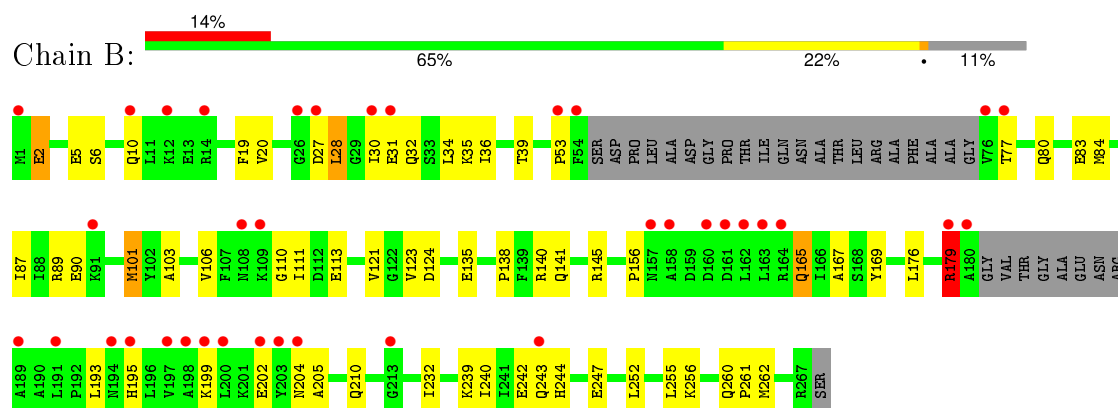 14%
Chain B:
65% 22% • 11%
M1 E2 E5 S6 Q10 L11 K12 E13 R14 F19 V20 G26 D27 L28 G29 I30 E31 Q32 S33 I34 K35 I36 T39 P53 F54 SER ASP PRO LEU ALA ASP GLY PRO THR ILE GLN ASN ALA THR LEU ARG ALA PHE ALA ALA GLY V76 T77 Q80 E83 M84
I87 I88 R89 E90 K91 M101 Y102 A103 V106 F107 N108 K109 G110 I111 D112 E113 V121 G122 V123 D124 E135 P138 F139 R140 Q141 R145 P156 N157 A158 D159 D160 D161 L162 L163 R164 Q165 I166 A167 S168 Y169 L176 R179 A180 GLY VAL THR GLY ALA GLU ASN ARG
A189 A190 L191 P192 L193 N194 H195 L196 V197 A198 K199 L200 K201 E202 Y203 N204 A205 Q210 G213 I232 K239 I240 I241 E242 Q243 H244 E247 L252 L255 K256 Q260 P261 M262 R267 SER